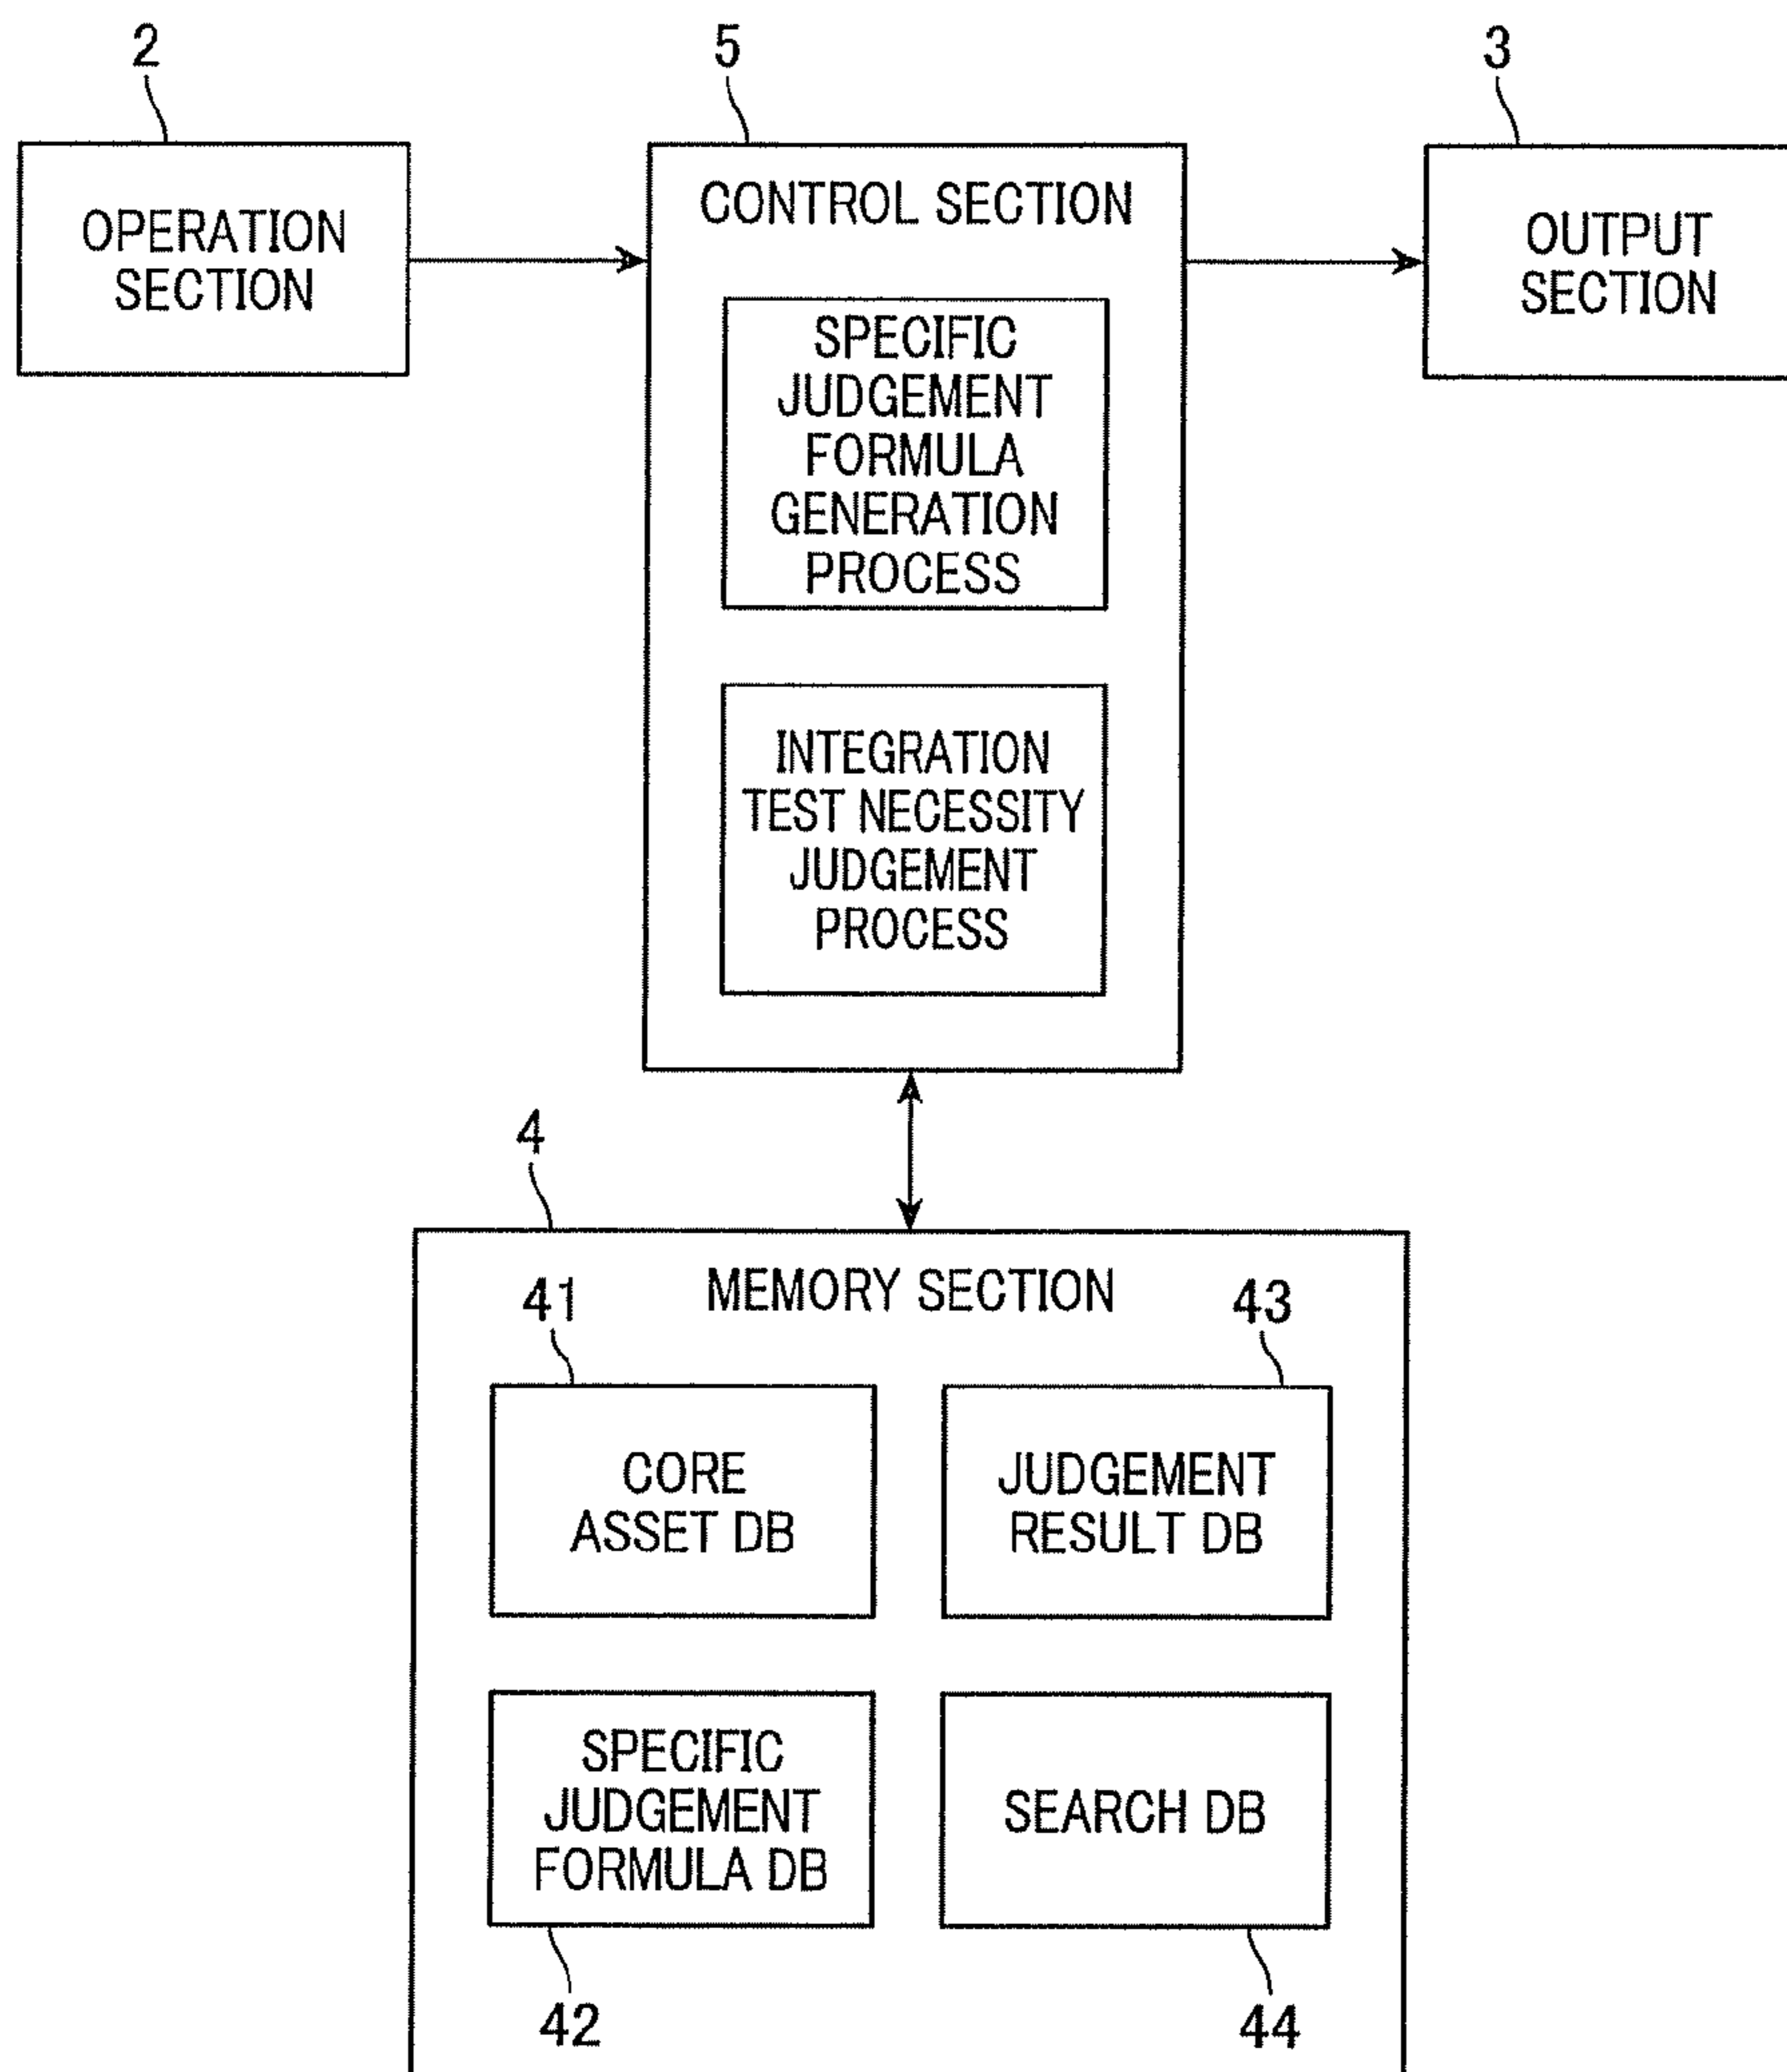 2
5
3
OPERATION
SECTION
CONTROL SECTION
OUTPUT
SECTION
SPECIFIC
JUDGEMENT
FORMULA
GENERATION
PROCESS
INTEGRATION
TEST NECESSITY
JUDGEMENT
PROCESS
4
MEMORY SECTION
41
43
CORE
ASSET DB
JUDGEMENT
RESULT DB
SPECIFIC
JUDGEMENT
FORMULA DB
SEARCH DB
42
44